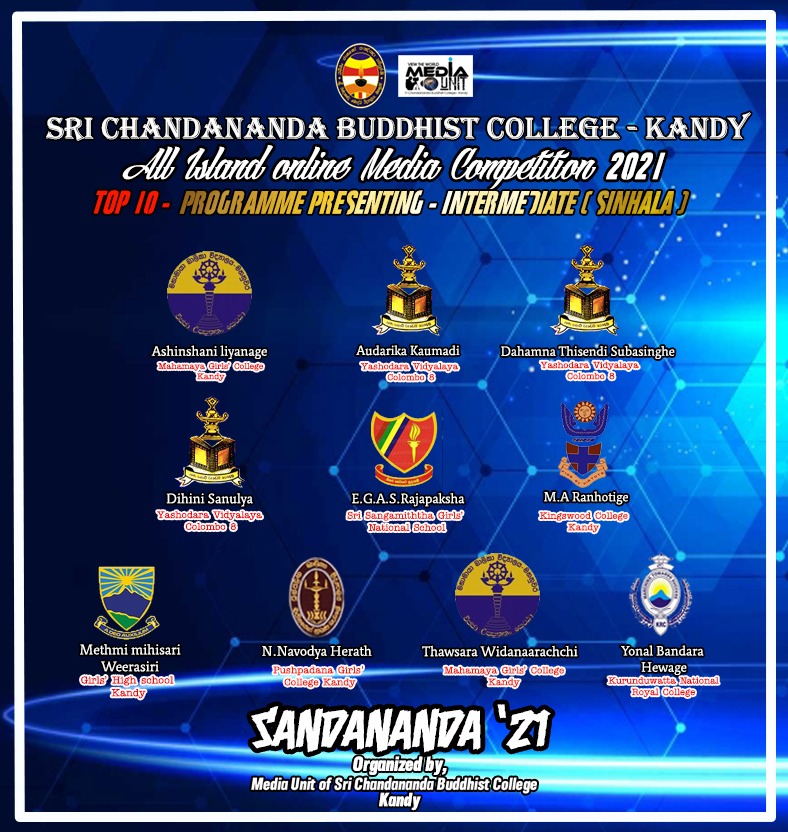 VIEW THE WORLD
MEDIA
UNIT
SRI CHANDANANDA BUDDHIST COLLEGE - KANDY
All Island online Media Competition 2021
TOP 10 - PROGRAMME PRESENTING - INTERMEDIATE ( SINHALA )
Ashinshani liyanage
Mahamaya Girls' College
Kandy
Audarika Kaumadi
Yashodara Vidyalaya
Colombo 8
Dahamna Thisendi Subasinghe
Yashodara Vidyalaya
Colombo 8
Dihini Sanulya
Yashodara Vidyalaya
Colombo 8
E.G.A.S.Rajapaksha
Sri Sangamiththa Girls'
National School
M.A Ranhotige
Kingswood College
Kandy
Methmi mihisari
Weerasiri
Girls' High school
Kandy
N.Navodya Herath
Pushpadana Girls'
College Kandy
Thawsara Widanaarachchi
Mahamaya Girls' College
Kandy
KRC
Yonal Bandara
Hewage
Kurunduwatta National
Royal College
SANDANANDA '21
Organized by,
Media Unit of Sri Chandananda Buddhist College
Kandy